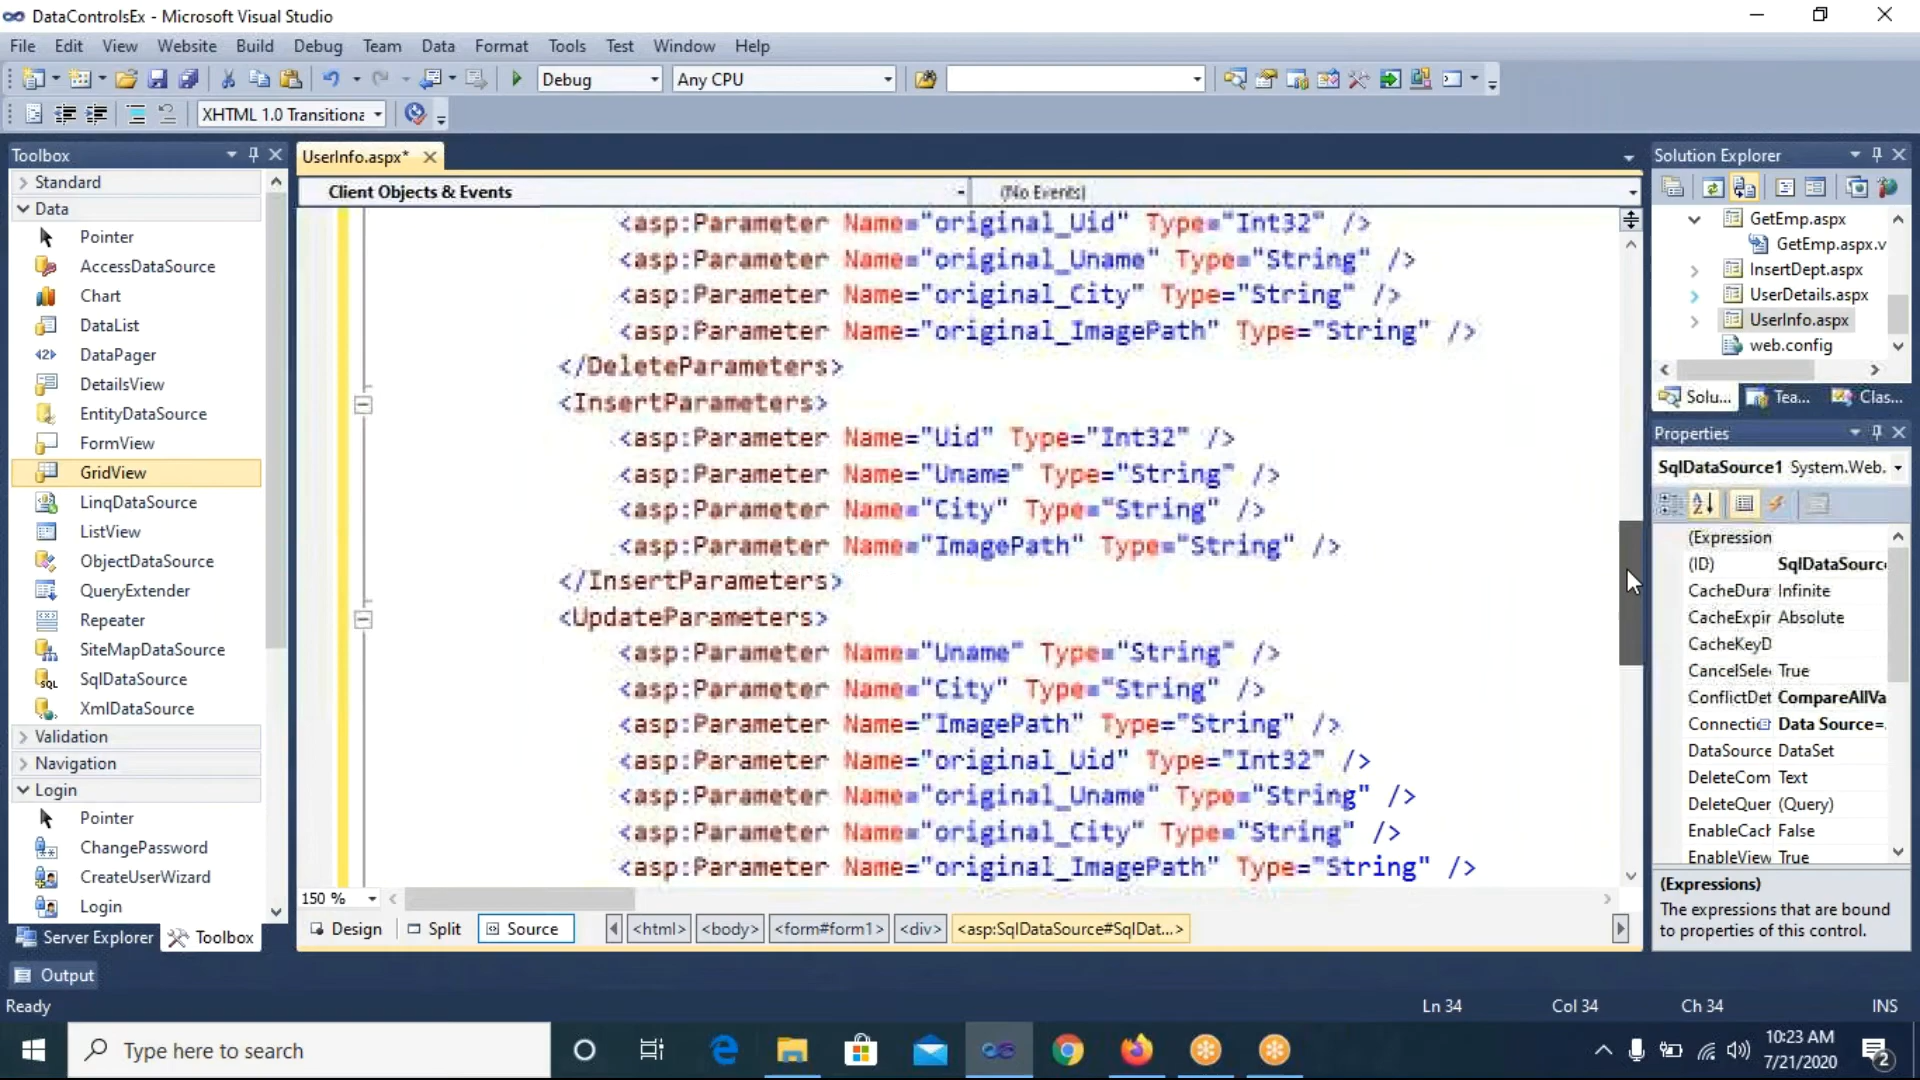 DataControlsEx - Microsoft Visual Studio
File Edit View Website Build Debug Team Data Format Tools Test Window Help
Debug Any CPU
XHTML 1.0 Transitiona
Toolbox
Standard
Data
Pointer
AccessDataSource
Chart
DataList
DataPager
DetailsView
EntityDataSource
FormView
GridView
LinqDataSource
ListView
ObjectDataSource
QueryExtender
Repeater
SiteMapDataSource
SqlDataSource
XmlDataSource
Validation
Navigation
Login
Pointer
ChangePassword
CreateUserWizard
Login
Server Explorer Toolbox
UserInfo.aspx*
Client Objects & Events (No Events)
<asp:Parameter Name="original_Uid" Type="Int32" />
<asp:Parameter Name="original_Uname" Type="String" />
<asp:Parameter Name="original_City" Type="String" />
<asp:Parameter Name="original_ImagePath" Type="String" />
</DeleteParameters>
<InsertParameters>
<asp:Parameter Name="Uid" Type="Int32" />
<asp:Parameter Name="Uname" Type="String" />
<asp:Parameter Name="City" Type="String" />
<asp:Parameter Name="ImagePath" Type="String" />
</InsertParameters>
<UpdateParameters>
<asp:Parameter Name="Uname" Type="String" />
<asp:Parameter Name="City" Type="String" />
<asp:Parameter Name="ImagePath" Type="String" />
<asp:Parameter Name="original_Uid" Type="Int32" />
<asp:Parameter Name="original_Uname" Type="String" />
<asp:Parameter Name="original_City" Type="String" />
<asp:Parameter Name="original_ImagePath" Type="String" />
150 %
Design Split Source <html> <body> <form#form1> <div> <asp:SqlDataSource#SqlDat...>
Solution Explorer
GetEmp.aspx
GetEmp.aspx.v
InsertDept.aspx
UserDetails.aspx
UserInfo.aspx
web.config
Solu... Tea... Clas...
Properties
SqlDataSource1 System.Web.
(Expression
(ID) SqlDataSourc
CacheDura Infinite
CacheExpir Absolute
CacheKeyD
CancelSele True
ConflictDet CompareAllVa
Connecti Data Source=
DataSource DataSet
DeleteCom Text
DeleteQuer (Query)
EnableCach False
EnableView True
(Expressions)
The expressions that are bound
to properties of this control.
Output
Ready Ln 34 Col 34 Ch 34 INS
Type here to search
10:23 AM
7/21/2020
2